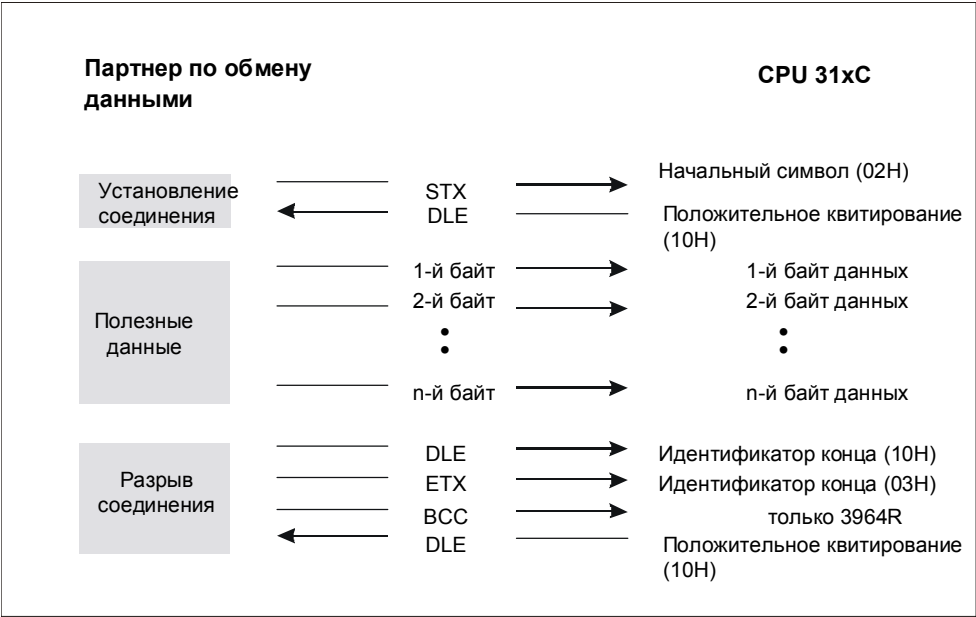 Партнер по обмену
данными
CPU 31xC
Установление
соединения
STX
DLE
Начальный символ (02H)
Положительное квитирование
(10H)
Полезные
данные
1-й байт
1-й байт данных
2-й байт
2-й байт данных
n-й байт
n-й байт данных
Разрыв
соединения
DLE
Идентификатор конца (10H)
ETX
Идентификатор конца (03H)
BCC
только 3964R
DLE
Положительное квитирование
(10H)